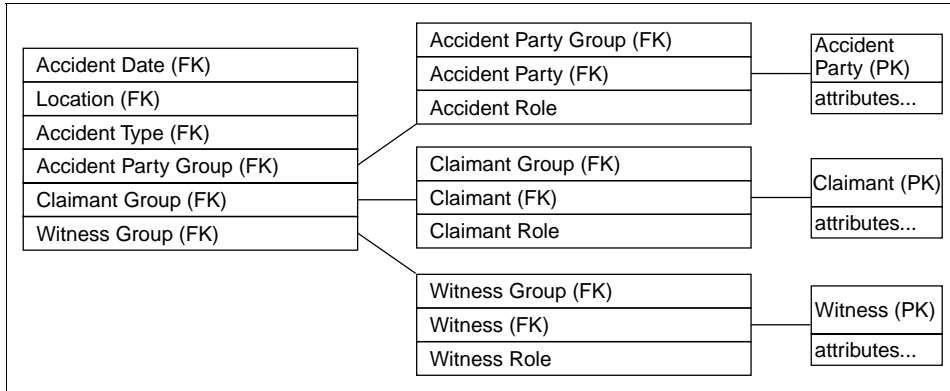 Accident Date (FK)
Location (FK)
Accident Type (FK)
Accident Party Group (FK)
Claimant Group (FK)
Witness Group (FK)
Accident Party Group (FK)
Accident Party (FK)
Accident Role
Claimant Group (FK)
Claimant (FK)
Claimant Role
Witness Group (FK)
Witness (FK)
Witness Role
Accident
Party (PK)
attributes...
Claimant (PK)
attributes...
Witness (PK)
attributes...